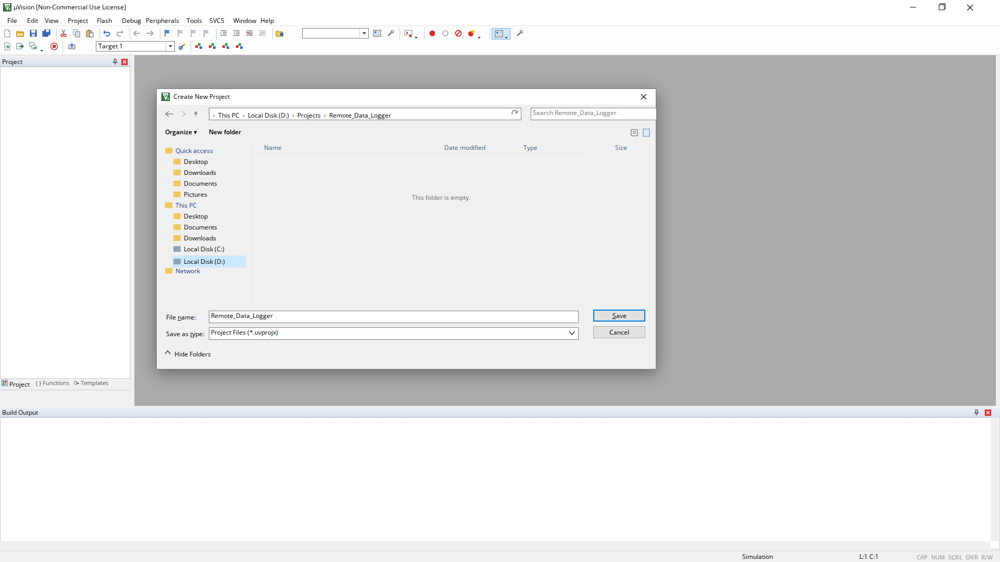 µVision [Non-Commercial Use License]
File Edit View Project Flash Debug Peripherals Tools SVCS Window Help
Target 1
Project
Create New Project
› This PC › Local Disk (D:) › Projects › Remote_Data_Logger
Search Remote_Data_Logger
Organize ▾ New folder
Name Date modified Type Size
Quick access
Desktop
Downloads
Documents
Pictures
This PC
Desktop
Documents
Downloads
Local Disk (C:)
Local Disk (D:)
Network
This folder is empty.
File name: Remote_Data_Logger
Save
Save as type: Project Files (*.uvprojx)
Cancel
Hide Folders
Project { } Functions 0▪ Templates
Build Output
Simulation L:1 C:1 CAP NUM SCRL OVR R/W